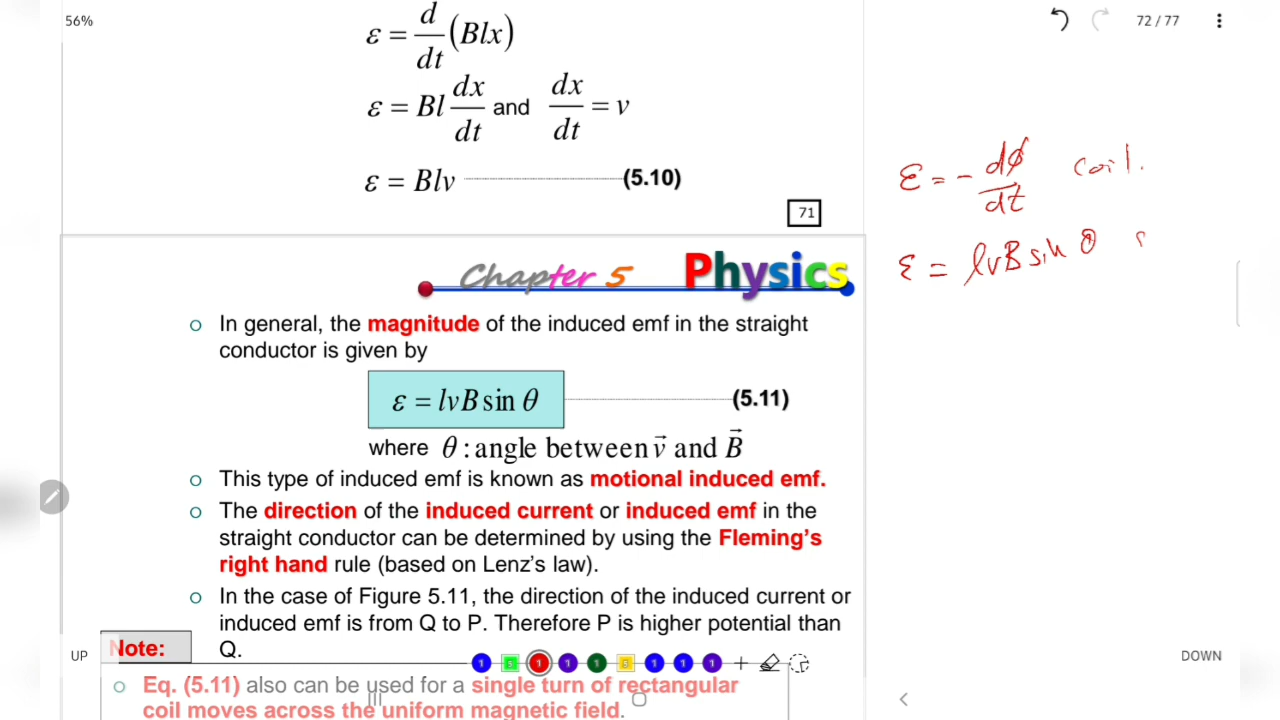 56%
72 / 77
ε = d/dt (Blx)
ε = Bl dx/dt and dx/dt = v
ε = Blv (5.10)
71
ε = - dϕ/dt coil.
ε = lvB sin θ
Chapter 5 Physics
o In general, the magnitude of the induced emf in the straight
conductor is given by
ε = lvB sin θ (5.11)
where θ : angle between v⃗ and B⃗
o This type of induced emf is known as motional induced emf.
o The direction of the induced current or induced emf in the
straight conductor can be determined by using the Fleming's
right hand rule (based on Lenz's law).
o In the case of Figure 5.11, the direction of the induced current or
induced emf is from Q to P. Therefore P is higher potential than
Q.
Note:
UP
DOWN
o Eq. (5.11) also can be used for a single turn of rectangular
coil moves across the uniform magnetic field.